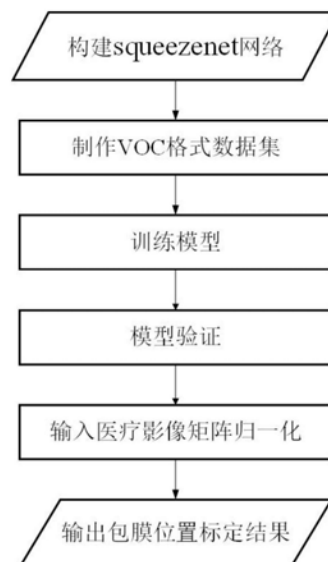 构建squeezenet网络
制作VOC格式数据集
训练模型
模型验证
输入医疗影像矩阵归一化
输出包膜位置标定结果